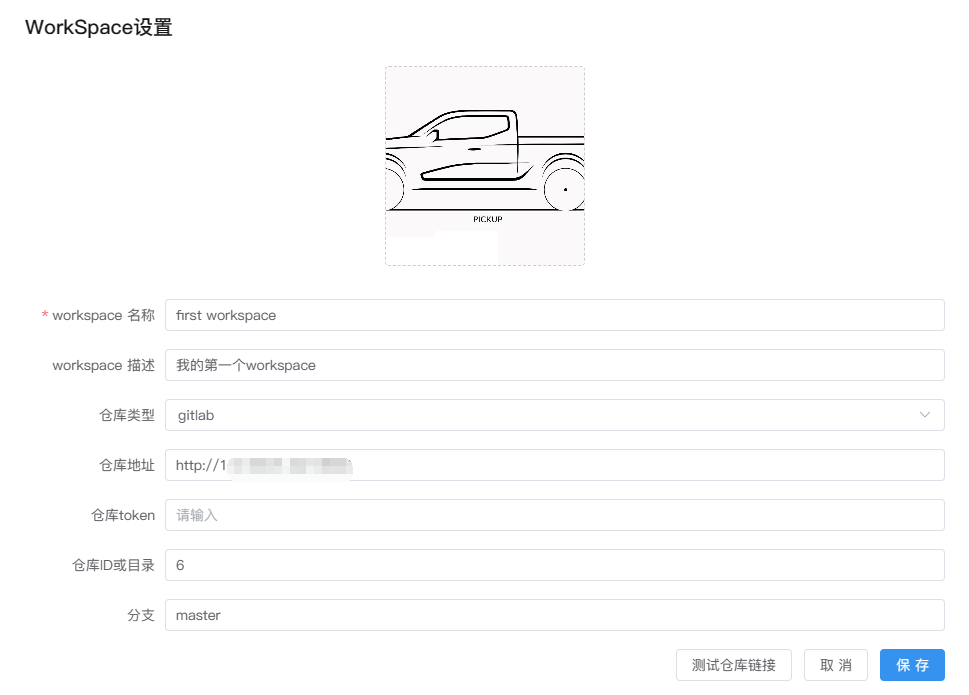 WorkSpace设置
PICKUP
* workspace 名称 first workspace
workspace 描述 我的第一个workspace
仓库类型 gitlab
仓库地址 http://1
仓库token 请输入
仓库ID或目录 6
分支 master
测试仓库链接 取 消 保 存